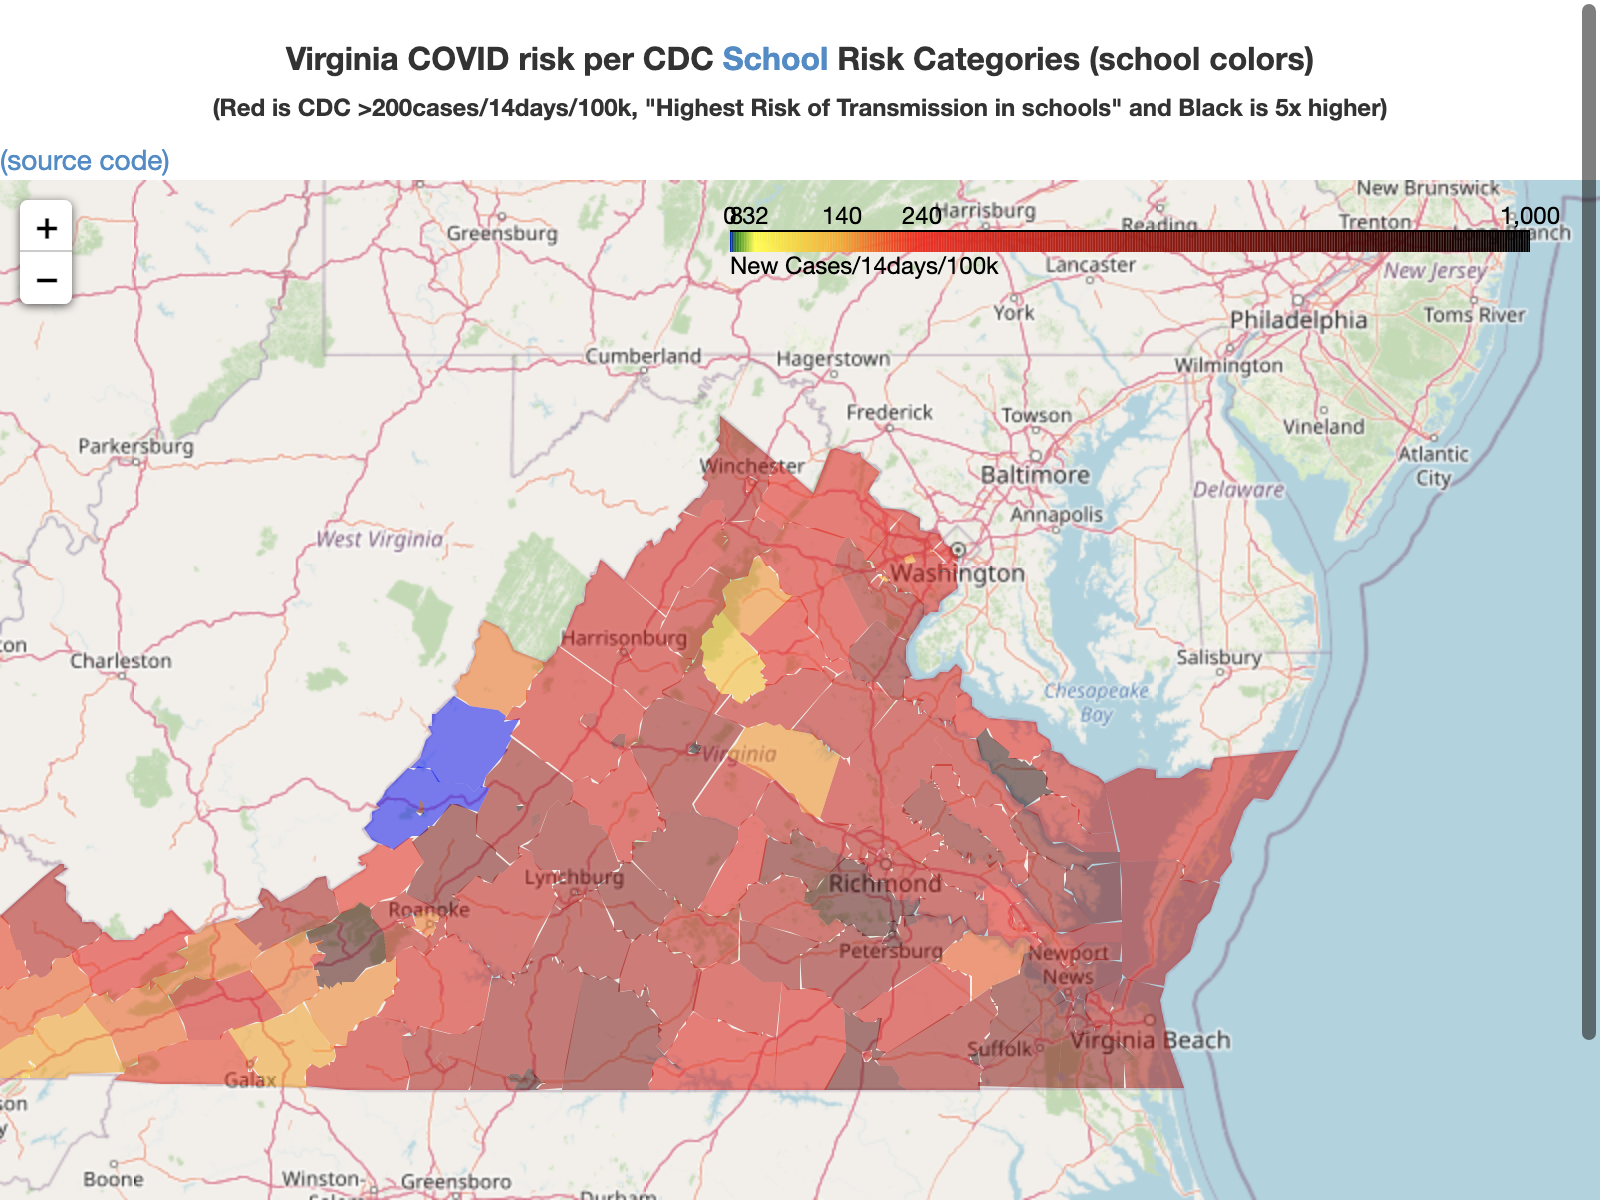 Virginia COVID risk per CDC School Risk Categories (school colors)
(Red is CDC >200cases/14days/100k, "Highest Risk of Transmission in schools" and Black is 5x higher)
(source code)
+
−
0 8 32 140 240 1,000
New Cases/14days/100k
New Brunswick
Harrisburg
Reading
Trenton
Long Branch
Greensburg
Lancaster
New Jersey
York
Philadelphia
Toms River
Cumberland
Hagerstown
Wilmington
Frederick
Towson
Vineland
Parkersburg
Winchester
Baltimore
Atlantic
City
Delaware
Annapolis
West Virginia
Washington
Harrisonburg
Charleston
Salisbury
Chesapeake
Bay
Virginia
Lynchburg
Richmond
Roanoke
Petersburg
Newport
News
Suffolk
Virginia Beach
Galax
son
y
Boone
Winston-
Salem
Greensboro
Durham